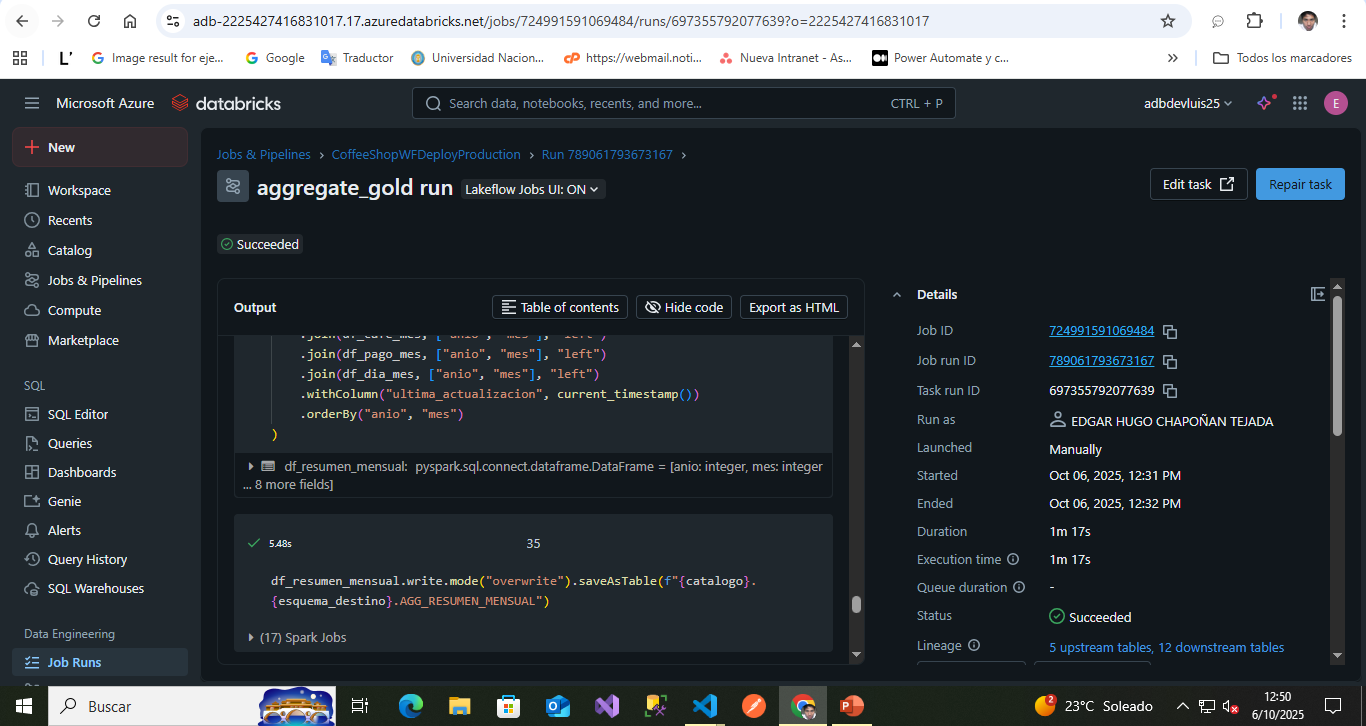 adb-2225427416831017.17.azuredatabricks.net/jobs/724991591069484/runs/697355792077639?o=2225427416831017
L' Image result for eje... Google Traductor Universidad Nacion... https://webmail.noti... Nueva Intranet - As... Power Automate y c... » Todos los marcadores
Microsoft Azure databricks Search data, notebooks, recents, and more... CTRL + P adbdevluis25 E
New
Workspace
Recents
Catalog
Jobs & Pipelines
Compute
Marketplace
SQL
SQL Editor
Queries
Dashboards
Genie
Alerts
Query History
SQL Warehouses
Data Engineering
Job Runs
Jobs & Pipelines › CoffeeShopWFDeployProduction › Run 789061793673167 ›
aggregate_gold run Lakeflow Jobs UI: ON
Edit task Repair task
Succeeded
Output Table of contents Hide code Export as HTML
.join(df_pago_mes, ["anio", "mes"], "left")
.join(df_dia_mes, ["anio", "mes"], "left")
.withColumn("ultima_actualizacion", current_timestamp())
.orderBy("anio", "mes")
)
df_resumen_mensual: pyspark.sql.connect.dataframe.DataFrame = [anio: integer, mes: integer
... 8 more fields]
5.48s 35
df_resumen_mensual.write.mode("overwrite").saveAsTable(f"{catalogo}.
{esquema_destino}.AGG_RESUMEN_MENSUAL")
(17) Spark Jobs
Details
Job ID 724991591069484
Job run ID 789061793673167
Task run ID 697355792077639
Run as EDGAR HUGO CHAPOÑAN TEJADA
Launched Manually
Started Oct 06, 2025, 12:31 PM
Ended Oct 06, 2025, 12:32 PM
Duration 1m 17s
Execution time 1m 17s
Queue duration -
Status Succeeded
Lineage 5 upstream tables, 12 downstream tables
Buscar
2 23°C Soleado
12:50
6/10/2025